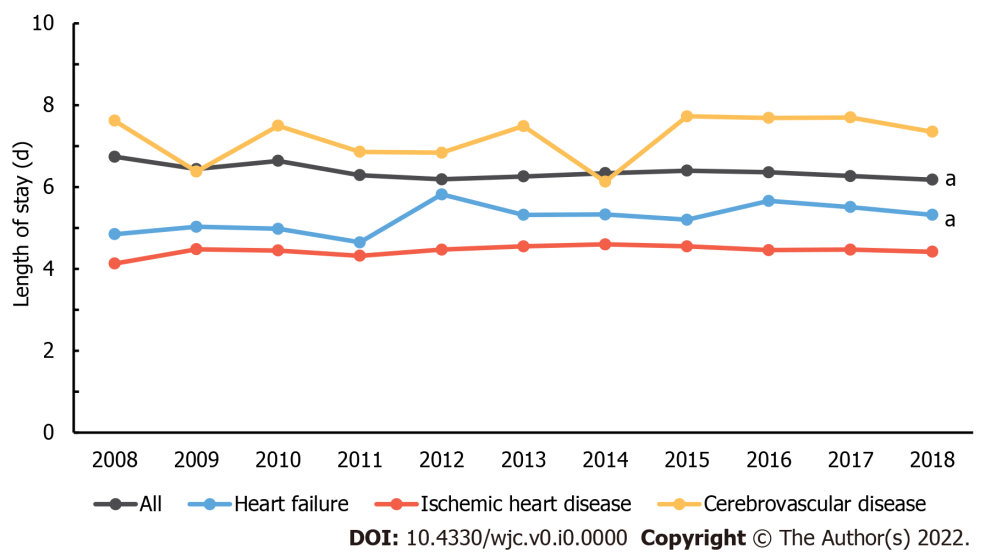 10
8
6
4
2
0
Length of stay (d)
a
a
2008 2009 2010 2011 2012 2013 2014 2015 2016 2017 2018
All Heart failure Ischemic heart disease Cerebrovascular disease
DOI: 10.4330/wjc.v0.i0.0000 Copyright © The Author(s) 2022.